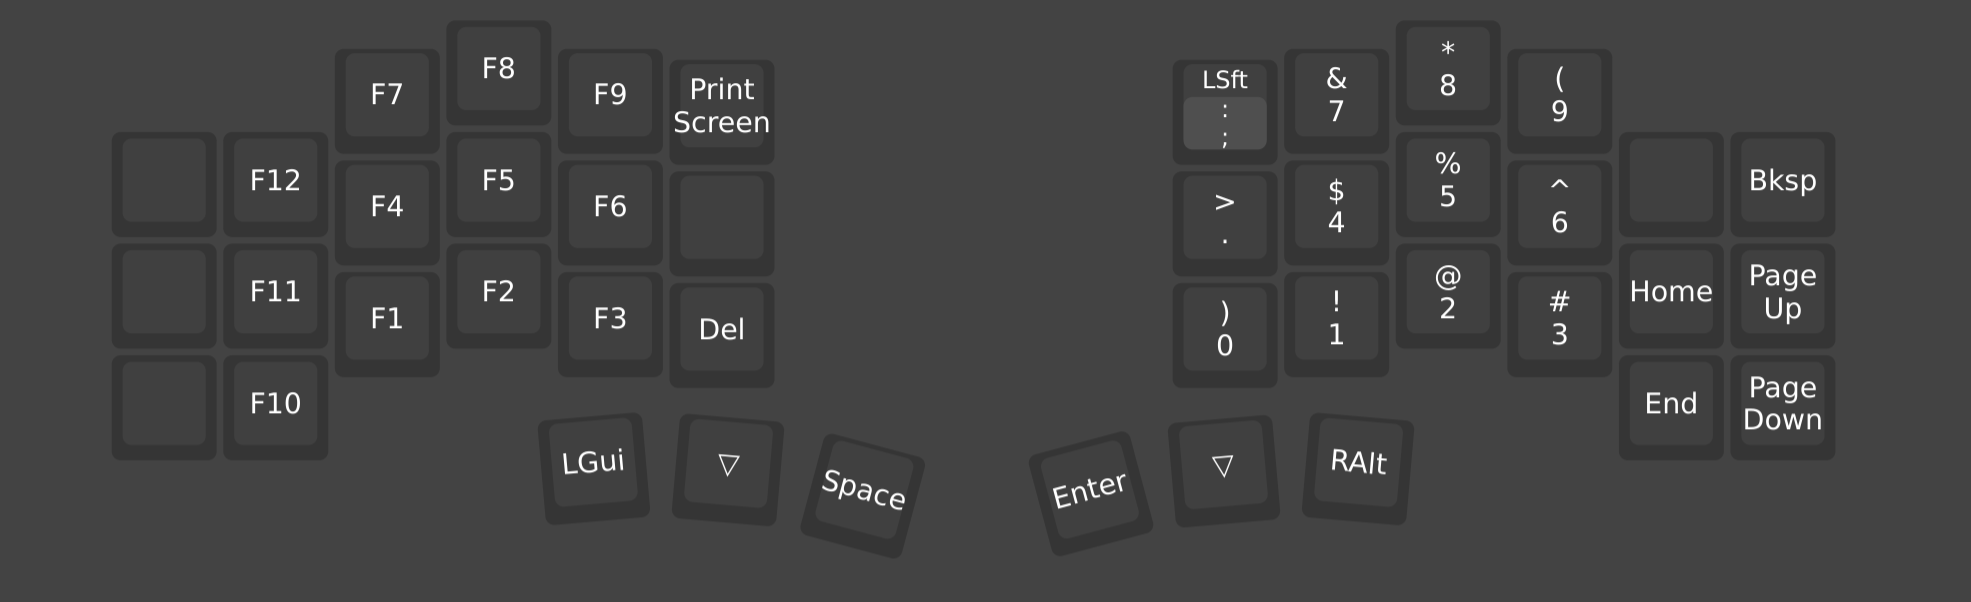 F7
F8
F9
Print
Screen
F12
F4
F5
F6
F11
F1
F2
F3
Del
F10
LGui
▽
Space
LSft
:
;
&
7
*
8
(
9
>
.
$
4
%
5
^
6
Bksp
)
0
!
1
@
2
#
3
Home
Page
Up
End
Page
Down
Enter
▽
RAlt